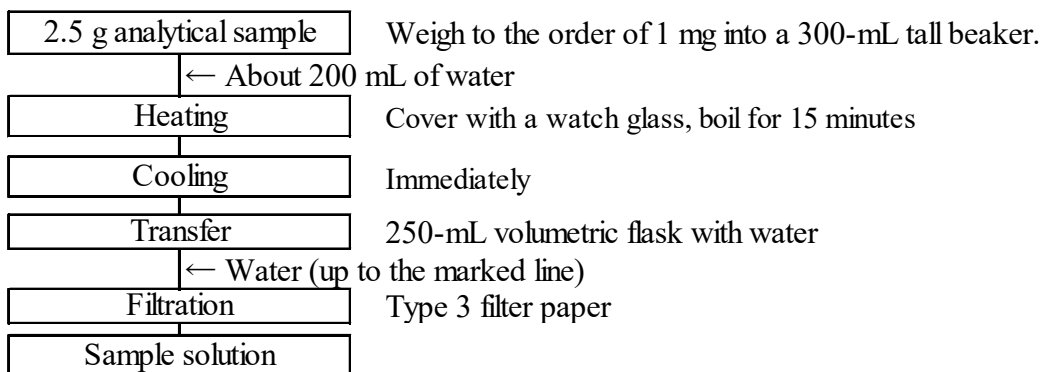 2.5 g analytical sample Weigh to the order of 1 mg into a 300-mL tall beaker.
← About 200 mL of water
Heating Cover with a watch glass, boil for 15 minutes
Cooling Immediately
Transfer 250-mL volumetric flask with water
← Water (up to the marked line)
Filtration Type 3 filter paper
Sample solution